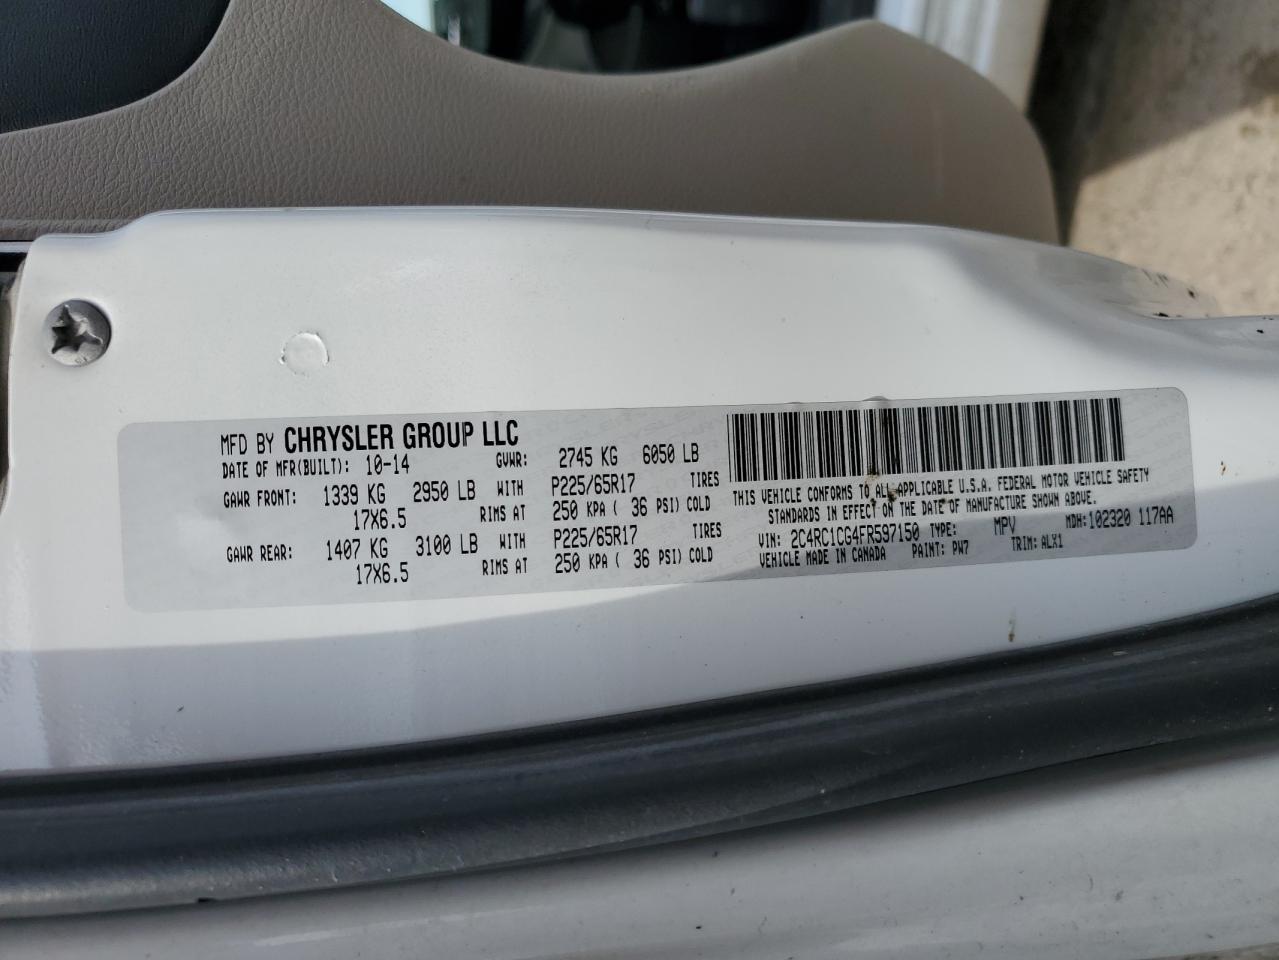 MFD BY CHRYSLER GROUP LLC
DATE OF MFR(BUILT): 10-14 GVWR: 2745 KG 6050 LB
GAWR FRONT: 1339 KG 2950 LB WITH P225/65R17 TIRES
17X6.5 RIMS AT 250 KPA ( 36 PSI) COLD
GAWR REAR: 1407 KG 3100 LB WITH P225/65R17 TIRES
17X6.5 RIMS AT 250 KPA ( 36 PSI) COLD
THIS VEHICLE CONFORMS TO ALL APPLICABLE U.S.A. FEDERAL MOTOR VEHICLE SAFETY
STANDARDS IN EFFECT ON THE DATE OF MANUFACTURE SHOWN ABOVE.
VIN: 2C4RC1CG4FR597150 TYPE: MPV MDH:102320 117AA
VEHICLE MADE IN CANADA PAINT: PW7 TRIM: ALX1